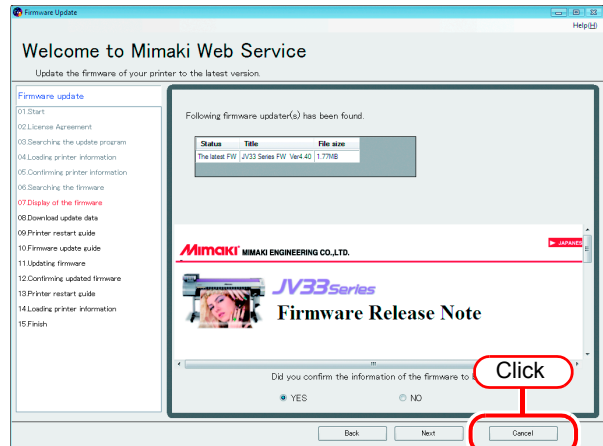 Firmware Update
Help(H)
Welcome to Mimaki Web Service
Update the firmware of your printer to the latest version.
Firmware update
01.Start
02.License Agreement
03.Searching the update program
04.Loading printer information
05.Confirming printer information
06.Searching the firmware
07.Display of the firmware
08.Download update data
09.Printer restart guide
10.Firmware update guide
11.Updating firmware
12.Confirming updated firmware
13.Printer restart guide
14.Loading printer information
15.Finish
Following firmware updater(s) has been found.
Status Title File size
The latest FW JV33 Series FW Ver4.40 1.77MB
JAPANES
Mimaki MIMAKI ENGINEERING CO.,LTD.
JV33Series
Firmware Release Note
Did you confirm the information of the firmware to
Click
YES NO
Back Next Cancel